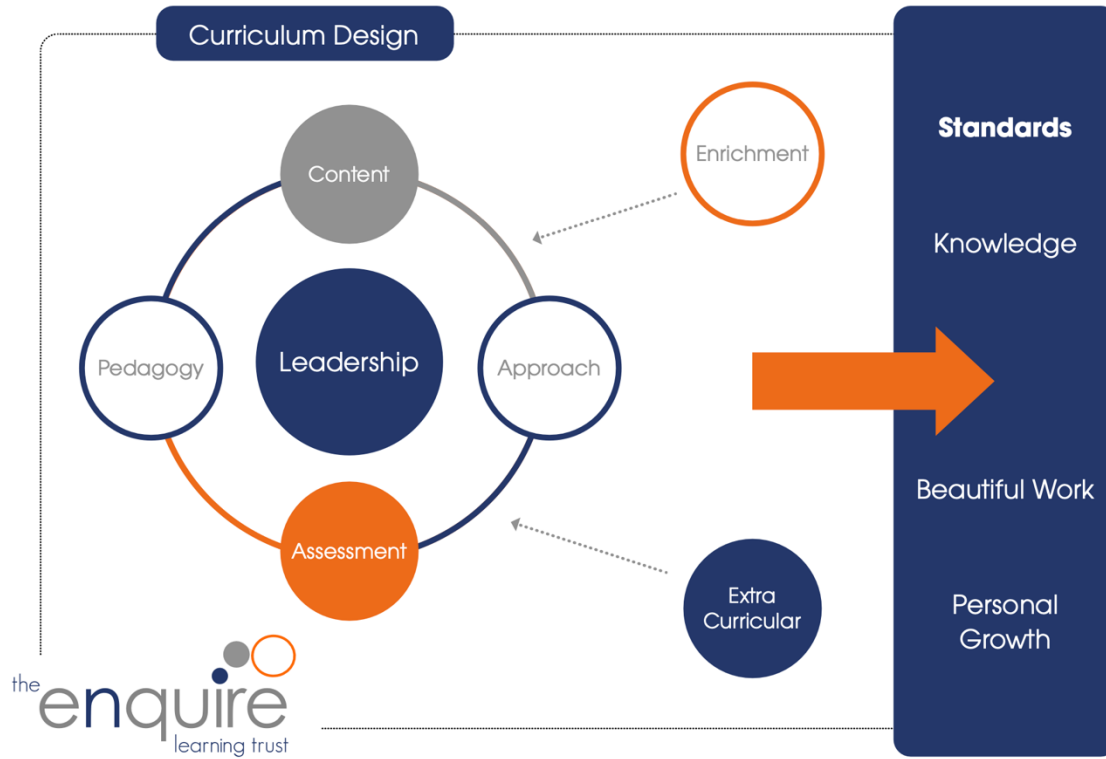 Curriculum Design
Content
Enrichment
Pedagogy
Leadership
Approach
Assessment
Extra
Curricular
Standards
Knowledge
Beautiful Work
Personal
Growth
the
enquire
learning trust